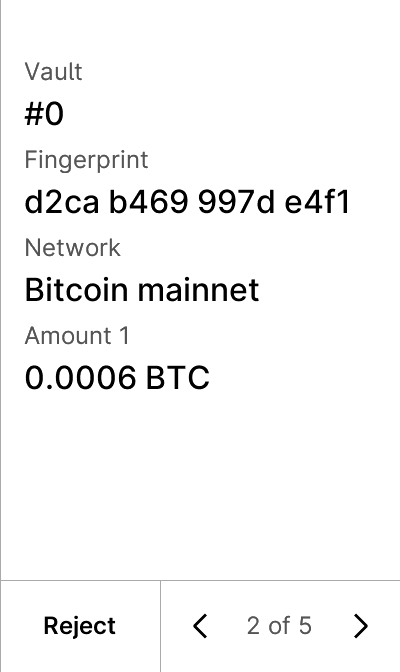 Vault
#0
Fingerprint
d2ca b469 997d e4f1
Network
Bitcoin mainnet
Amount 1
0.0006 BTC
Reject
2 of 5